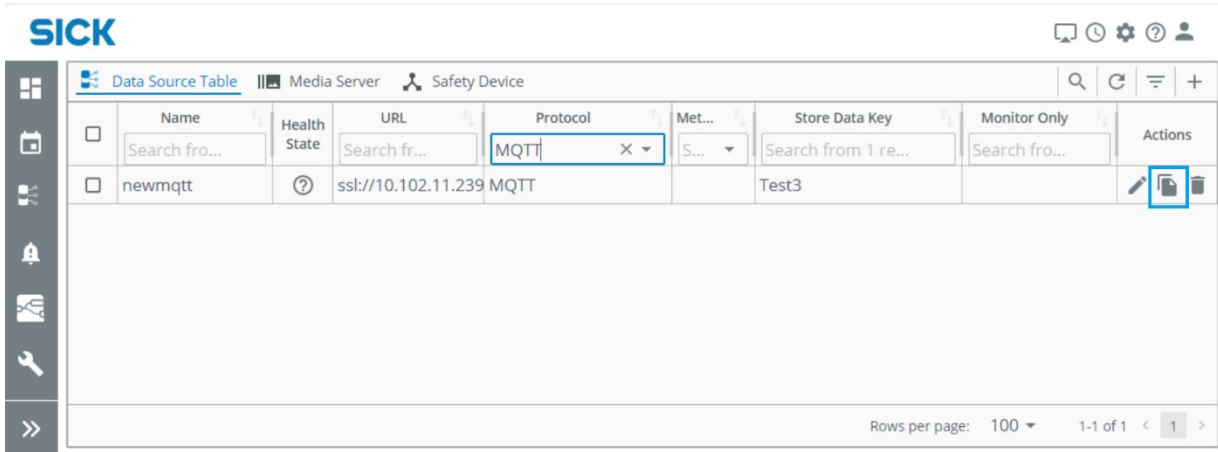 SICK
Data Source Table Media Server Safety Device
Name Health State URL Protocol Met... Store Data Key Monitor Only Actions
Search fro... Search fr... MQTT S... Search from 1 re... Search fro...
newmqtt ssl://10.102.11.239 MQTT Test3
Rows per page: 100 1-1 of 1 < 1 >